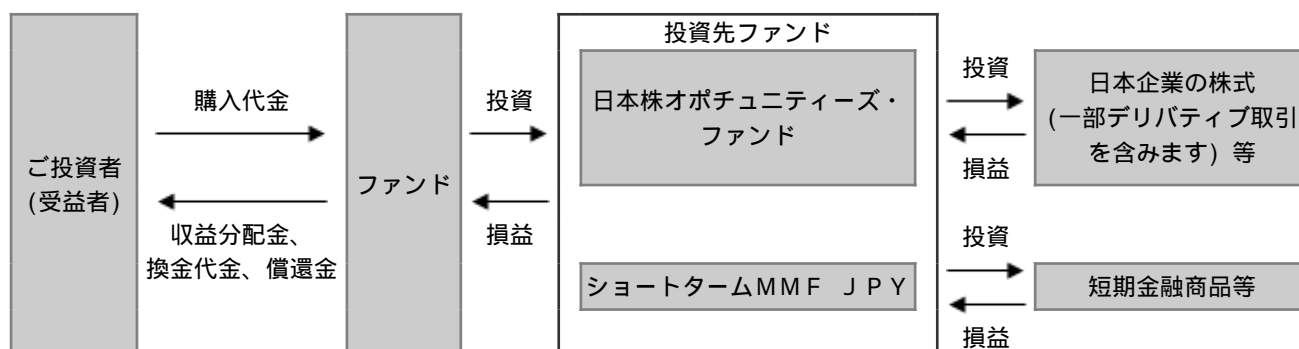 投資先ファンド
ご投資者
(受益者)
購入代金
収益分配金、
換金代金、償還金
ファンド
投資
損益
日本株オポチュニティーズ・
ファンド
ショートタームＭＭＦ ＪＰＹ
投資
損益
日本企業の株式
(一部デリバティブ取引
を含みます) 等
投資
損益
短期金融商品等